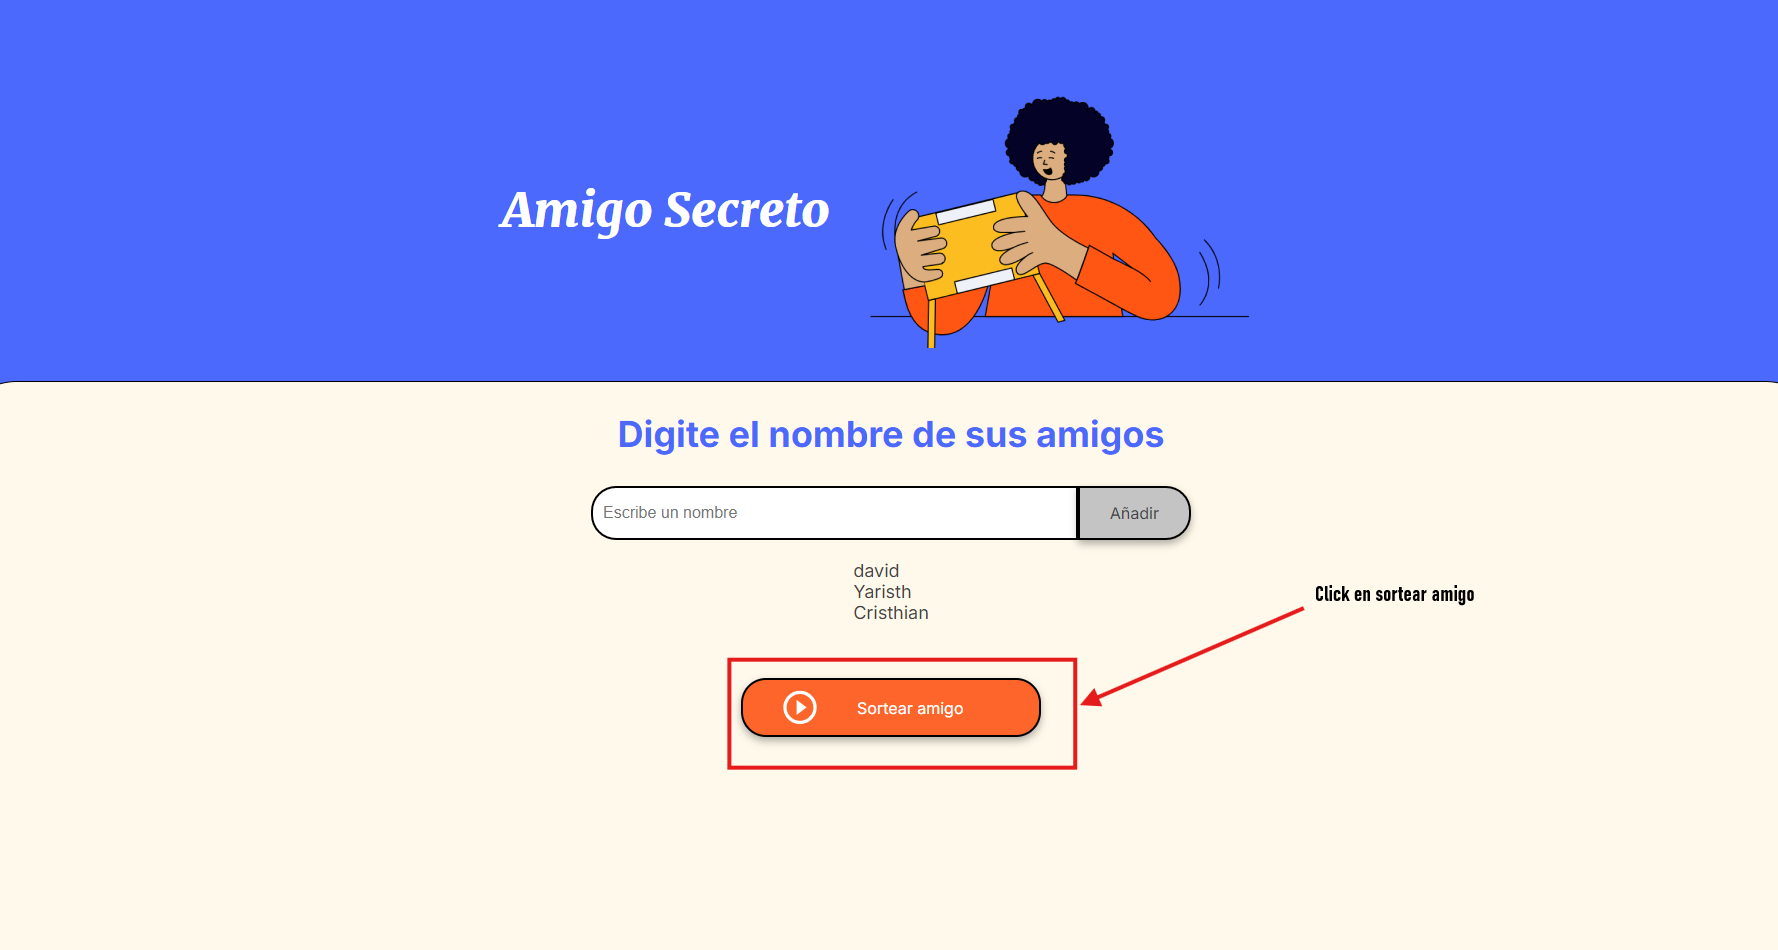 Amigo Secreto
Digite el nombre de sus amigos
Escribe un nombre
Añadir
david
Yaristh
Cristhian
Click en sortear amigo
Sortear amigo